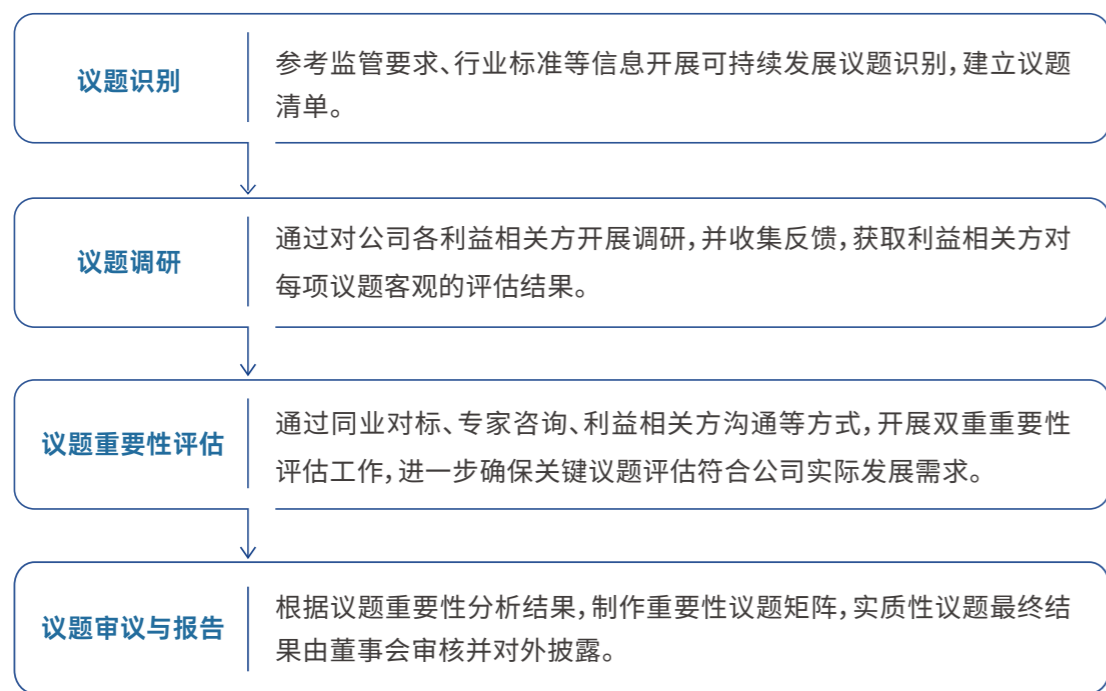 议题识别
参考监管要求、行业标准等信息开展可持续发展议题识别，建立议题
清单。
议题调研
通过对公司各利益相关方开展调研，并收集反馈，获取利益相关方对
每项议题客观的评估结果。
议题重要性评估
通过同业对标、专家咨询、利益相关方沟通等方式，开展双重重要性
评估工作，进一步确保关键议题评估符合公司实际发展需求。
议题审议与报告
根据议题重要性分析结果，制作重要性议题矩阵，实质性议题最终结
果由董事会审核并对外披露。